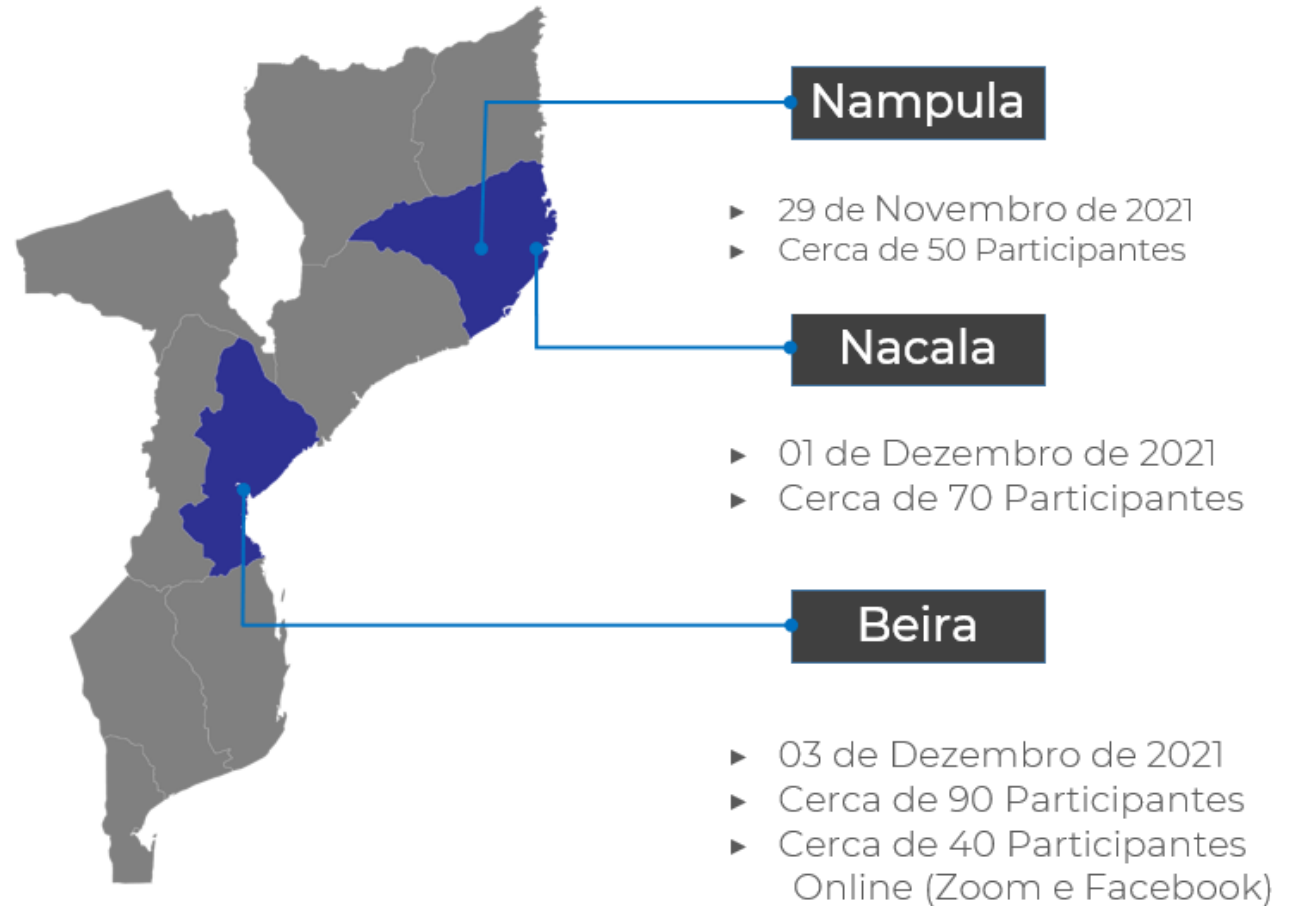 Nampula
► 29 de Novembro de 2021
► Cerca de 50 Participantes
Nacala
► 01 de Dezembro de 2021
► Cerca de 70 Participantes
Beira
► 03 de Dezembro de 2021
► Cerca de 90 Participantes
► Cerca de 40 Participantes
Online (Zoom e Facebook)